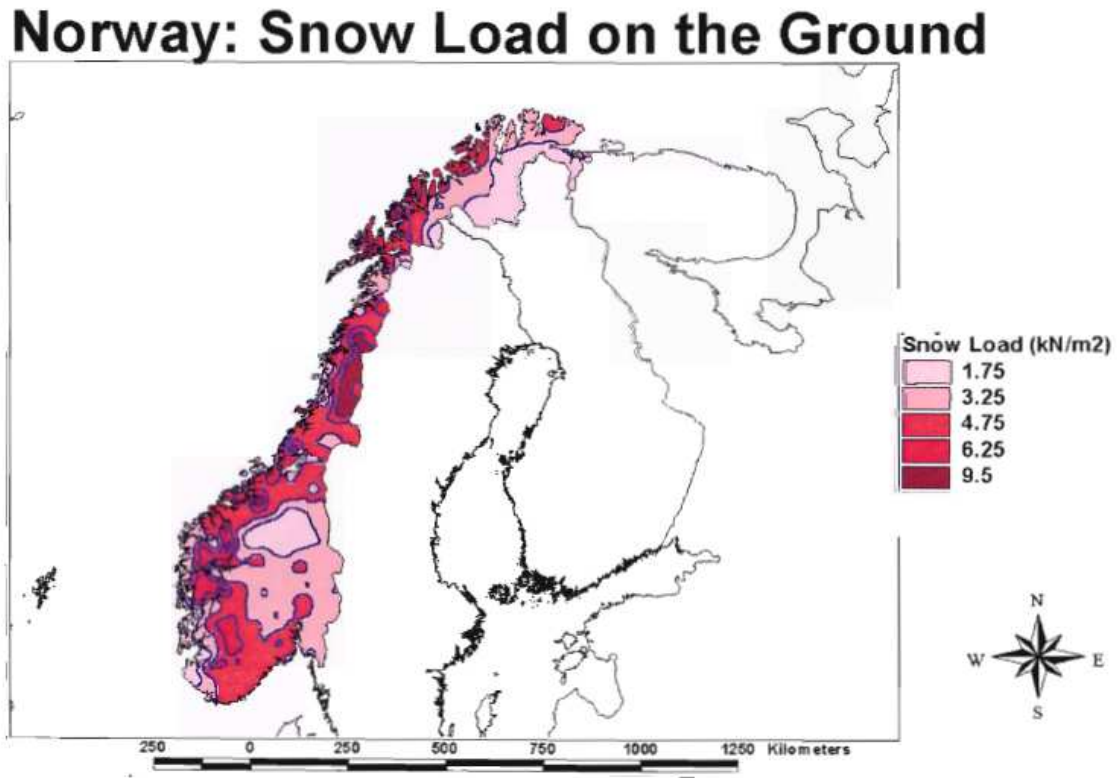 Norway: Snow Load on the Ground
Snow Load (kN/m2)
1.75
3.25
4.75
6.25
9.5
N
W E
S
250 0 250 500 750 1000 1250 Kilometers